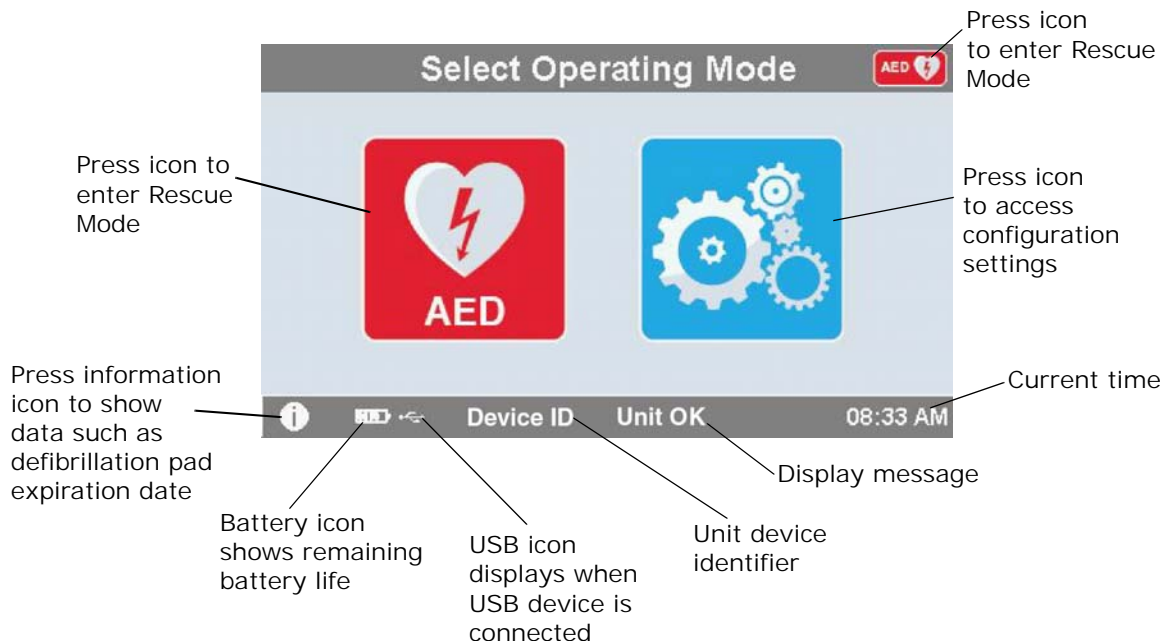 Press icon
to enter Rescue
Mode
Select Operating Mode
AED
Press icon to
enter Rescue
Mode
AED
Press icon
to access
configuration
settings
Press information
icon to show
data such as
defibrillation pad
expiration date
Current time
i
Device ID
Unit OK
08:33 AM
Display message
Battery icon
shows remaining
battery life
USB icon
displays when
USB device is
connected
Unit device
identifier